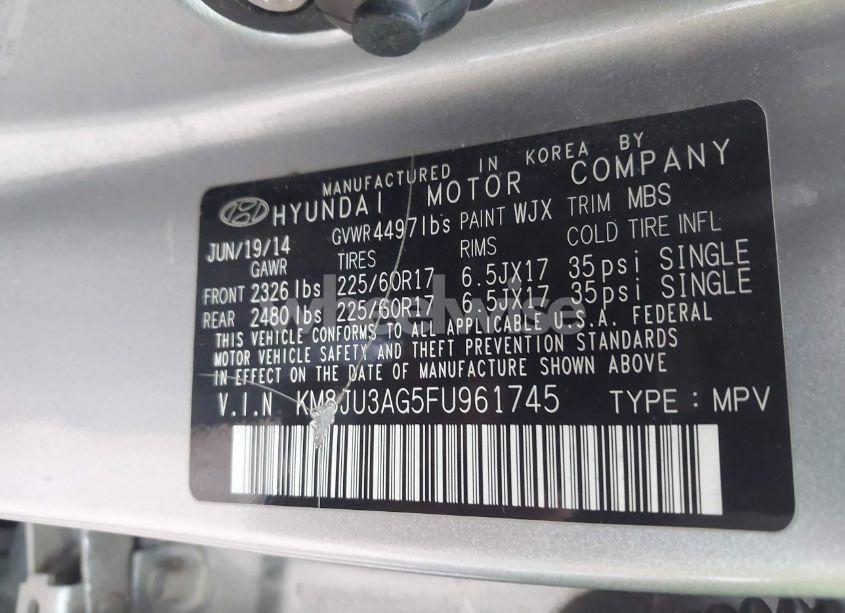 MANUFACTURED IN KOREA BY
HYUNDAI MOTOR COMPANY
JUN/19/14 GVWR 4497lbs PAINT WJX TRIM MBS
GAWR TIRES RIMS COLD TIRE INFL
FRONT 2326 lbs 225/60R17 6.5JX17 35psi SINGLE
REAR 2480 lbs 225/60R17 6.5JX17 35psi SINGLE
wheelwise
THIS VEHICLE CONFORMS TO ALL APPLICABLE U.S.A. FEDERAL
MOTOR VEHICLE SAFETY AND THEFT PREVENTION STANDARDS
IN EFFECT ON THE DATE OF MANUFACTURE SHOWN ABOVE
V.I.N KM8JU3AG5FU961745 TYPE : MPV